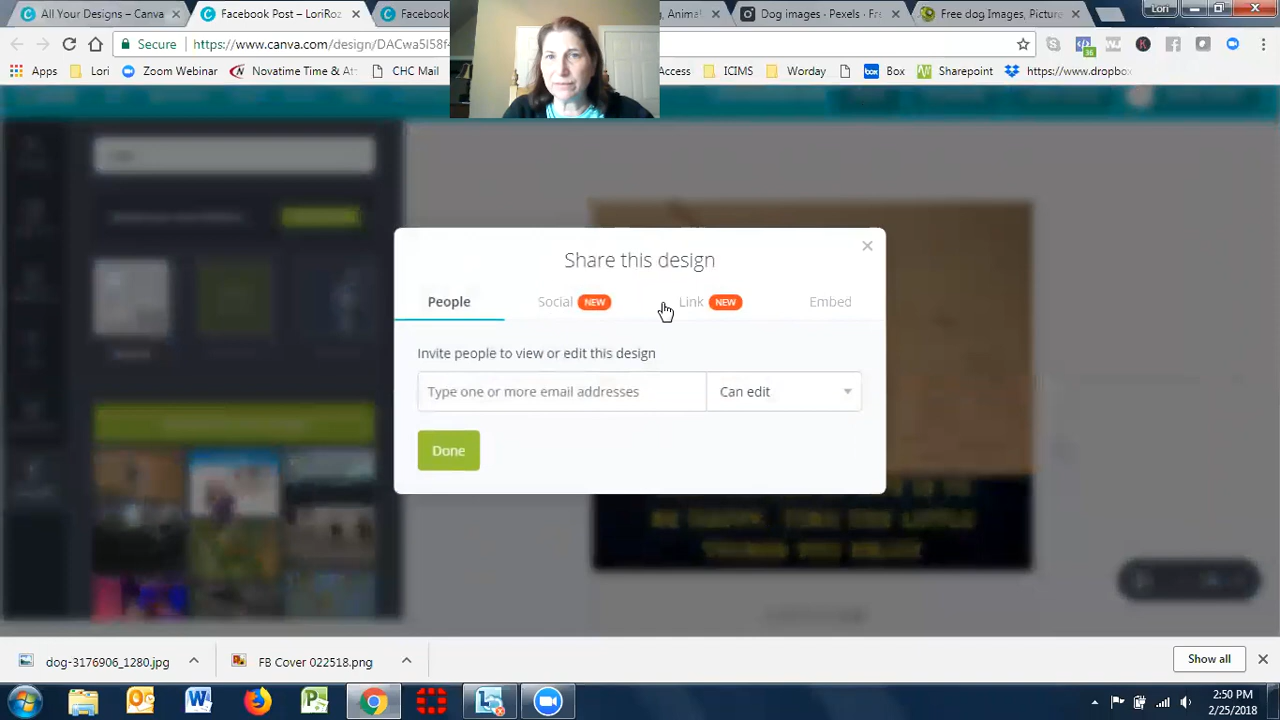 All Your Designs – Canva
Facebook Post – LoriRoz
Facebook
, Anima
Dog images · Pexels · Fre
Free dog Images, Picture
Lori
Secure
https://www.canva.com/design/DACwa5I58f
36
Apps
Lori
Zoom Webinar
Novatime Time & At
CHC Mail
Access
ICIMS
Worday
Box
Sharepoint
https://www.dropbox
Share this design
People
Social NEW
Link NEW
Embed
Invite people to view or edit this design
Type one or more email addresses
Can edit
Done
dog-3176906_1280.jpg
FB Cover 022518.png
Show all
2:50 PM
2/25/2018